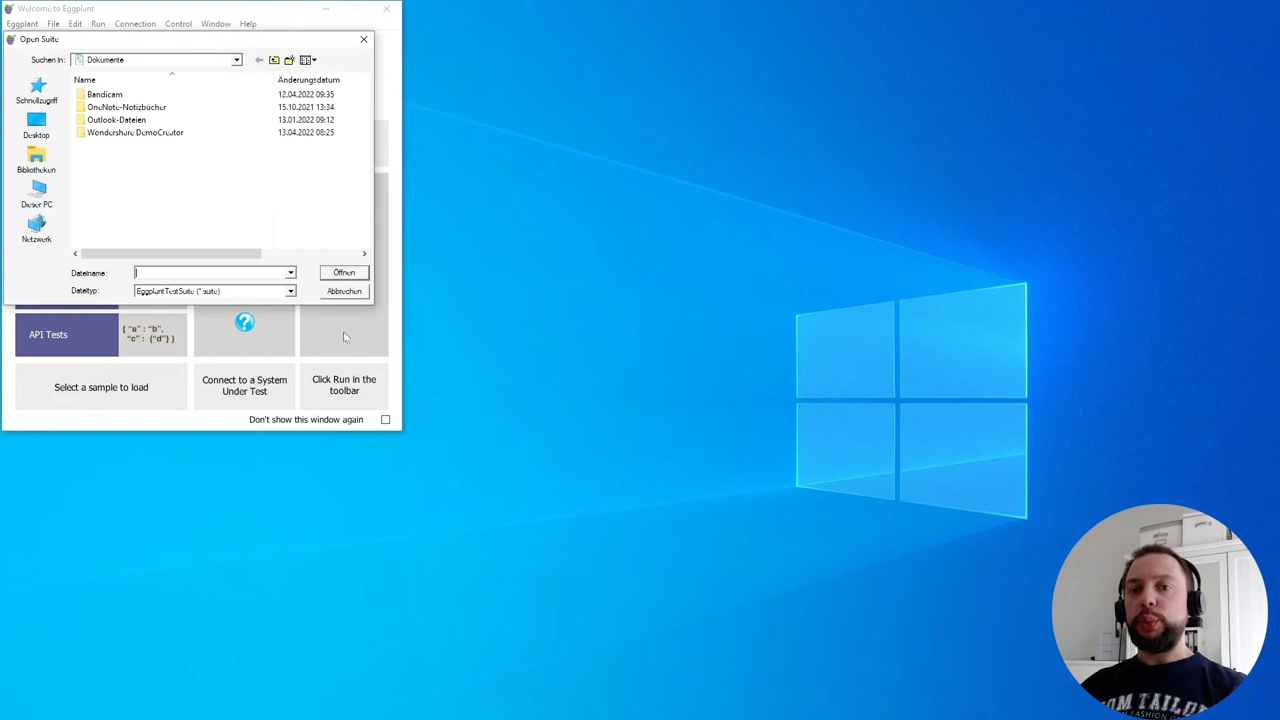 Welcome to Eggplant
Eggplant File Edit Run Connection Control Window Help
Open Suite
Suchen in: Dokumente
Name Änderungsdatum
Bandicam 12.04.2022 09:35
OneNote-Notizbücher 15.10.2021 13:34
Outlook-Dateien 13.01.2022 09:12
Wondershare DemoCreator 13.04.2022 08:25
Schnellzugriff
Desktop
Bibliotheken
Dieser PC
Netzwerk
Dateiname: Öffnen
Dateityp: EggplantTestSuite (*.suite) Abbrechen
API Tests
{ "a" : "b",
"c" : {"d"} }
Select a sample to load
Connect to a System
Under Test
Click Run in the
toolbar
Don't show this window again
TOM TAILOR